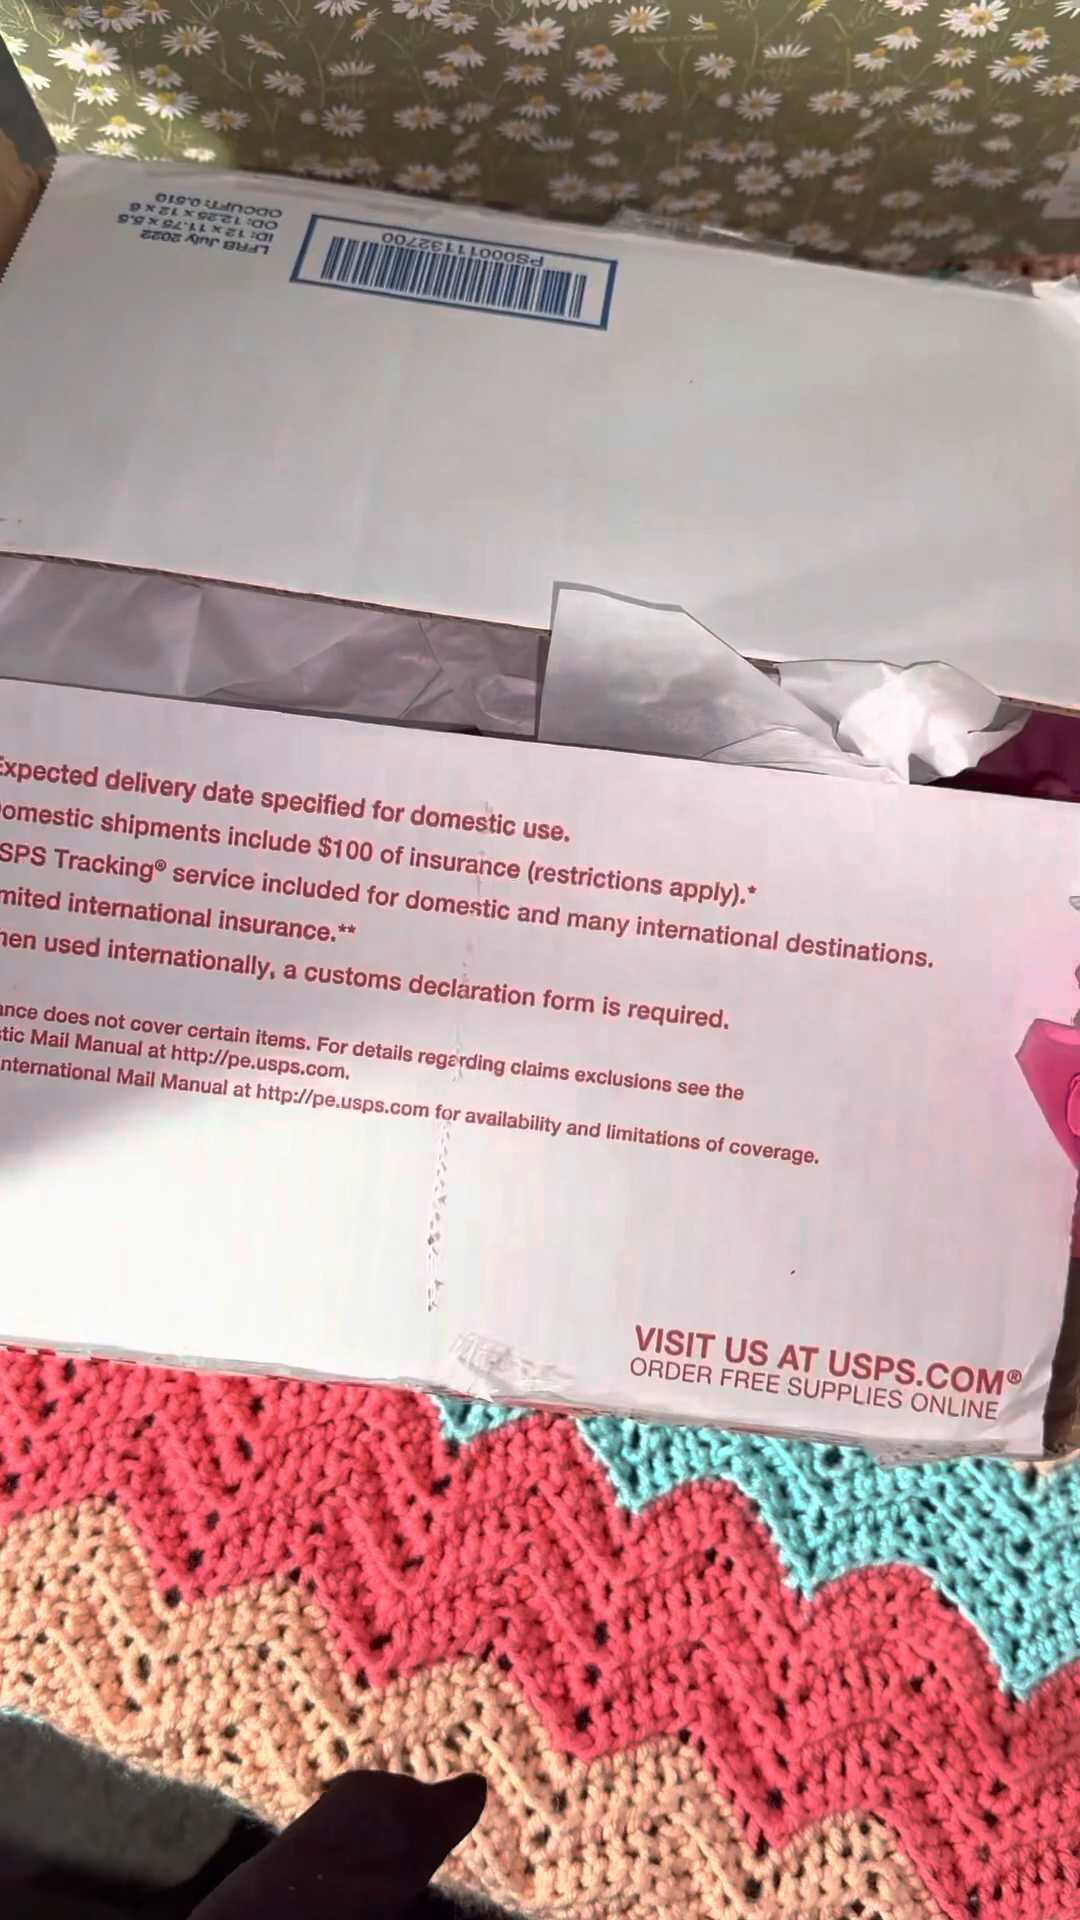 Made in China
PS00011132700
LFRB July 2022
ID: 12 x 11.75 x 5.5
OD: 12.25 x 12 x 6
ODCUFT: 0.510
Expected delivery date specified for domestic use.
omestic shipments include $100 of insurance (restrictions apply).*
SPS Tracking® service included for domestic and many international destinations.
mited international insurance.**
hen used internationally, a customs declaration form is required.
ance does not cover certain items. For details regarding claims exclusions see the
stic Mail Manual at http://pe.usps.com.
nternational Mail Manual at http://pe.usps.com for availability and limitations of coverage.
VISIT US AT USPS.COM®
ORDER FREE SUPPLIES ONLINE